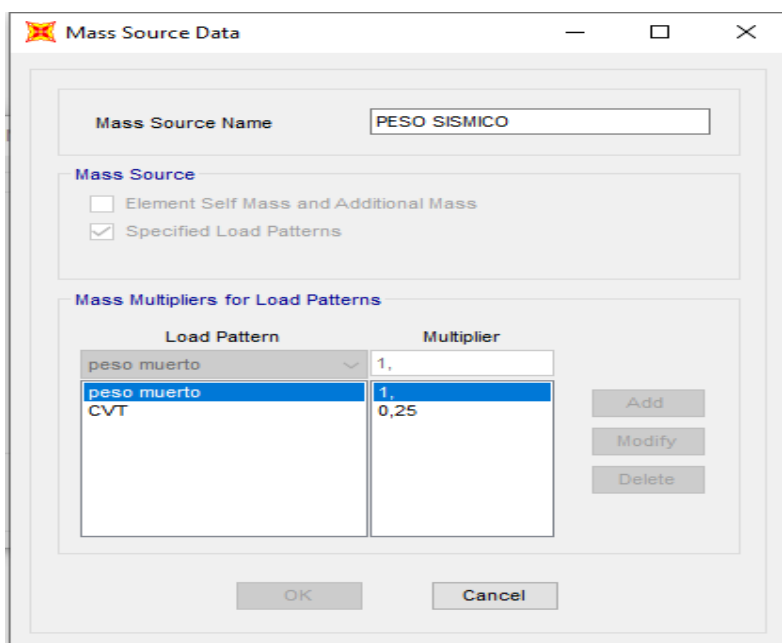 Mass Source Data
Mass Source Name PESO SISMICO
Mass Source
Element Self Mass and Additional Mass
Specified Load Patterns
Mass Multipliers for Load Patterns
Load Pattern Multiplier
peso muerto 1,
peso muerto 1,
CVT 0,25
Add
Modify
Delete
OK Cancel